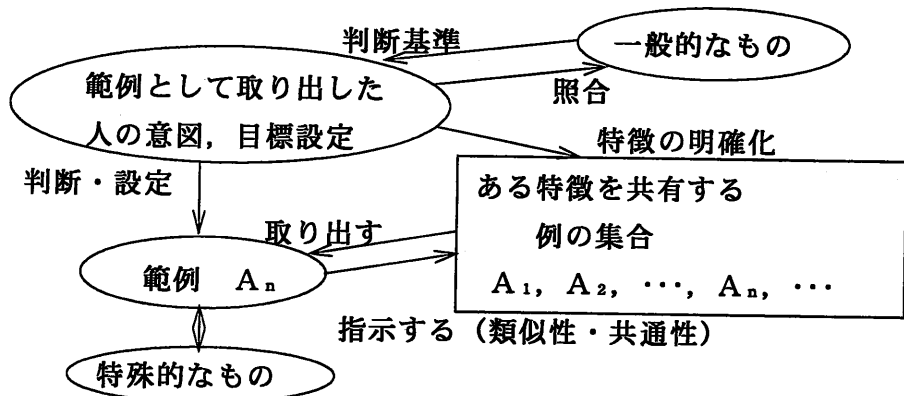 判断基準
一般的なもの
照合
範例として取り出した
人の意図，目標設定
特徴の明確化
判断・設定
ある特徴を共有する
例の集合
A₁，A₂，…，Aₙ，…
取り出す
範例 Aₙ
指示する（類似性・共通性）
特殊的なもの